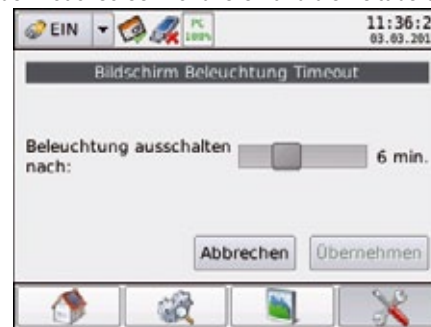 EIN
PC
100%
11:36:2
03.03.201
Bildschirm Beleuchtung Timeout
Beleuchtung ausschalten
nach:
6 min.
Abbrechen
Übernehmen